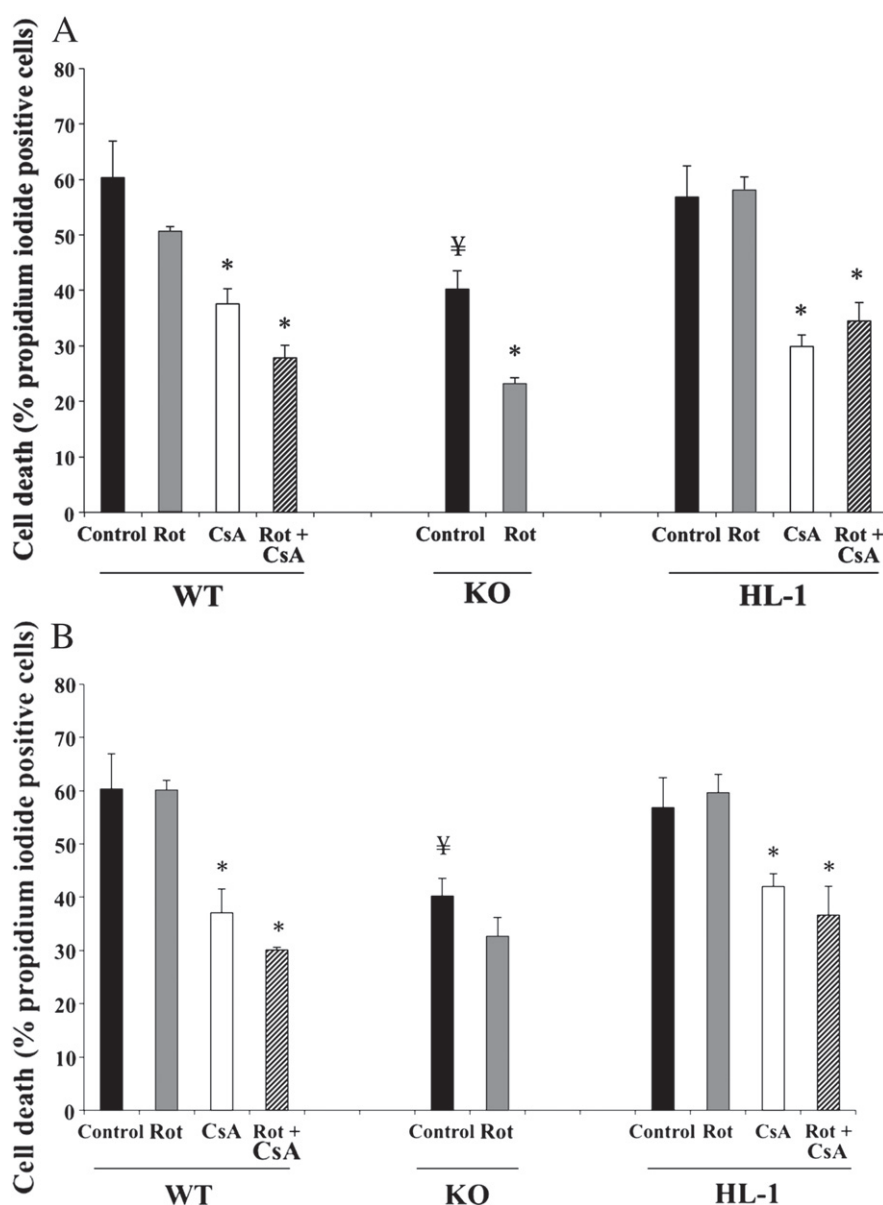 A
Cell death (% propidium iodide positive cells)
80
70
60
50
40
30
20
10
0
¥
*
*
*
*
*
Control Rot CsA Rot + CsA
Control Rot
Control Rot CsA Rot + CsA
WT KO HL-1
B
Cell death (% propidium iodide positive cells)
80
70
60
50
40
30
20
10
0
¥
*
*
*
*
Control Rot CsA Rot + CsA
Control Rot
Control Rot CsA Rot + CsA
WT KO HL-1